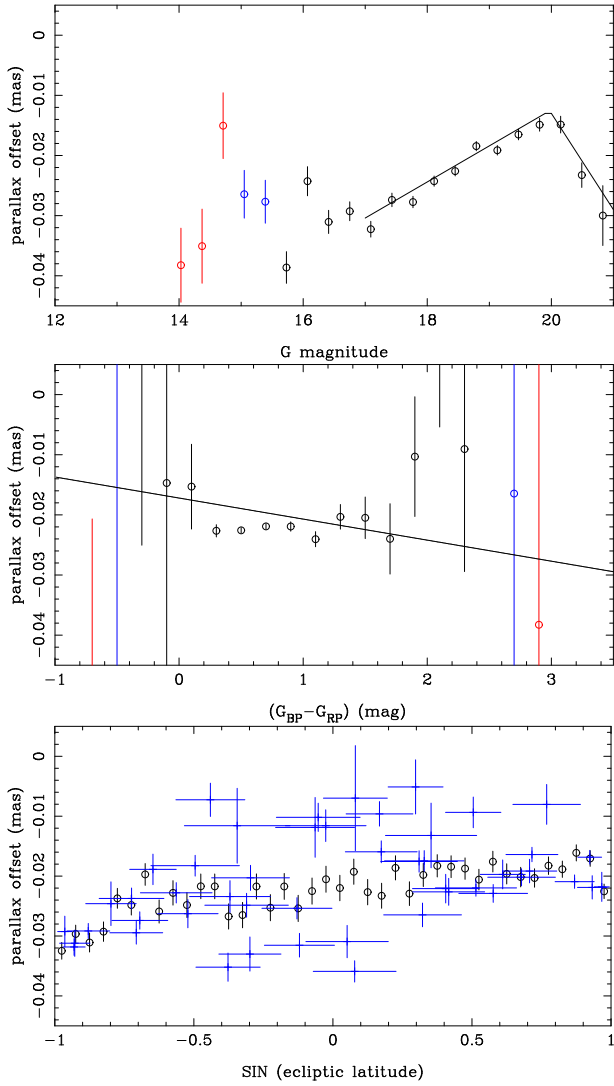 0
−0.01
−0.02
−0.03
−0.04
parallax offset (mas)
12 14 16 18 20
G magnitude
0
−0.01
−0.02
−0.03
−0.04
parallax offset (mas)
−1 0 1 2 3
(G_BP−G_RP) (mag)
0
−0.01
−0.02
−0.03
−0.04
parallax offset (mas)
−1 −0.5 0 0.5 1
SIN (ecliptic latitude)